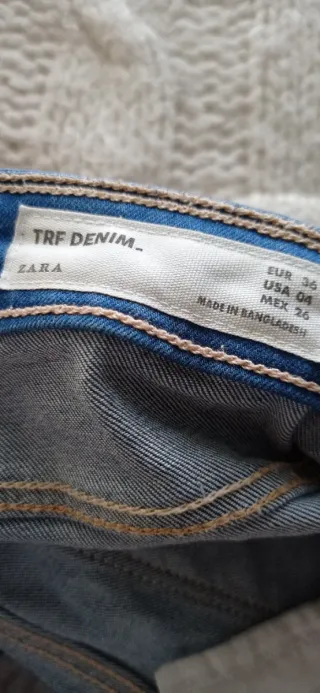 TRF DENIM_
ZARA
EUR 36
USA 04
MEX 26
MADE IN BANGLADESH